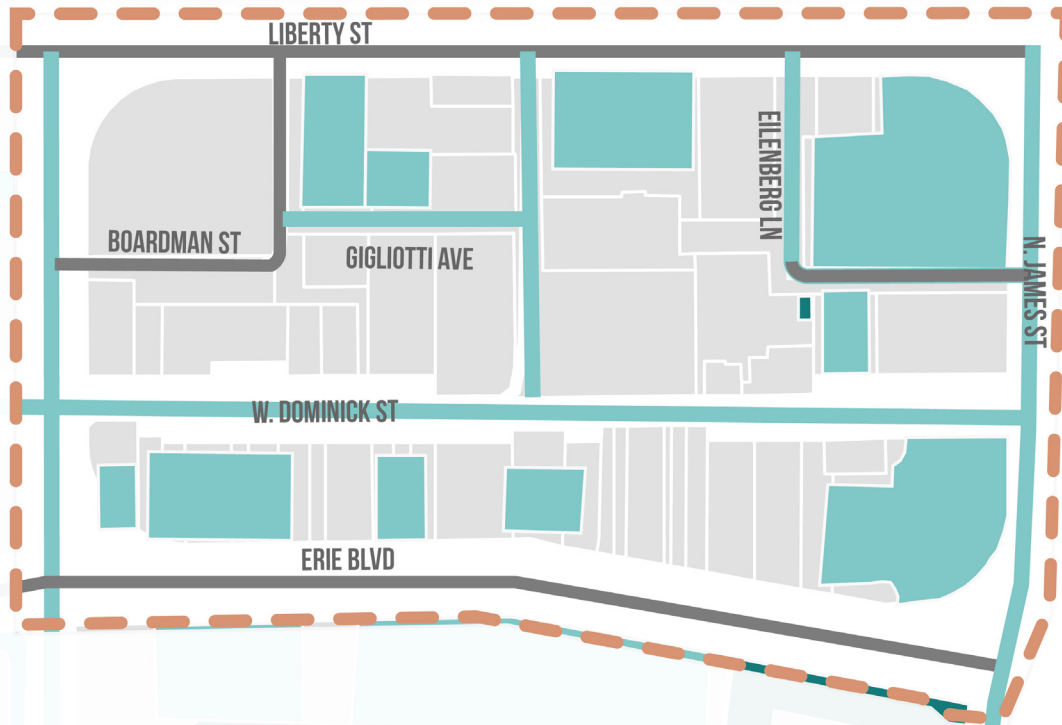 LIBERTY ST
EILENBERG LN
BOARDMAN ST
GIGLIOTTI AVE
N. JAMES ST
W. DOMINICK ST
ERIE BLVD